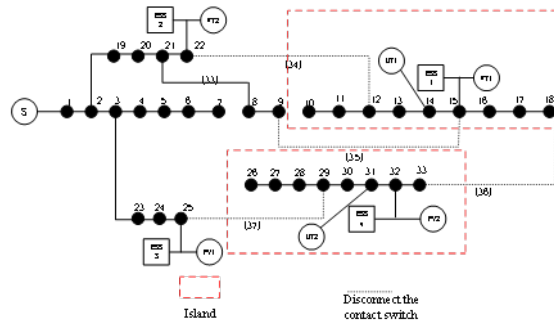 ESS 2
PT2
19 20 21 22
(34)
(33)
UT1
ESS 1
PT1
S
1 2 3 4 5 6 7 8 9 10 11 12 13 14 15 16 17 18
(35)
26 27 28 29 30 31 32 33
(36)
23 24 25
(37)
UT2
ESS 4
PV2
ESS 3
PV1
Island
Disconnect the
contact switch